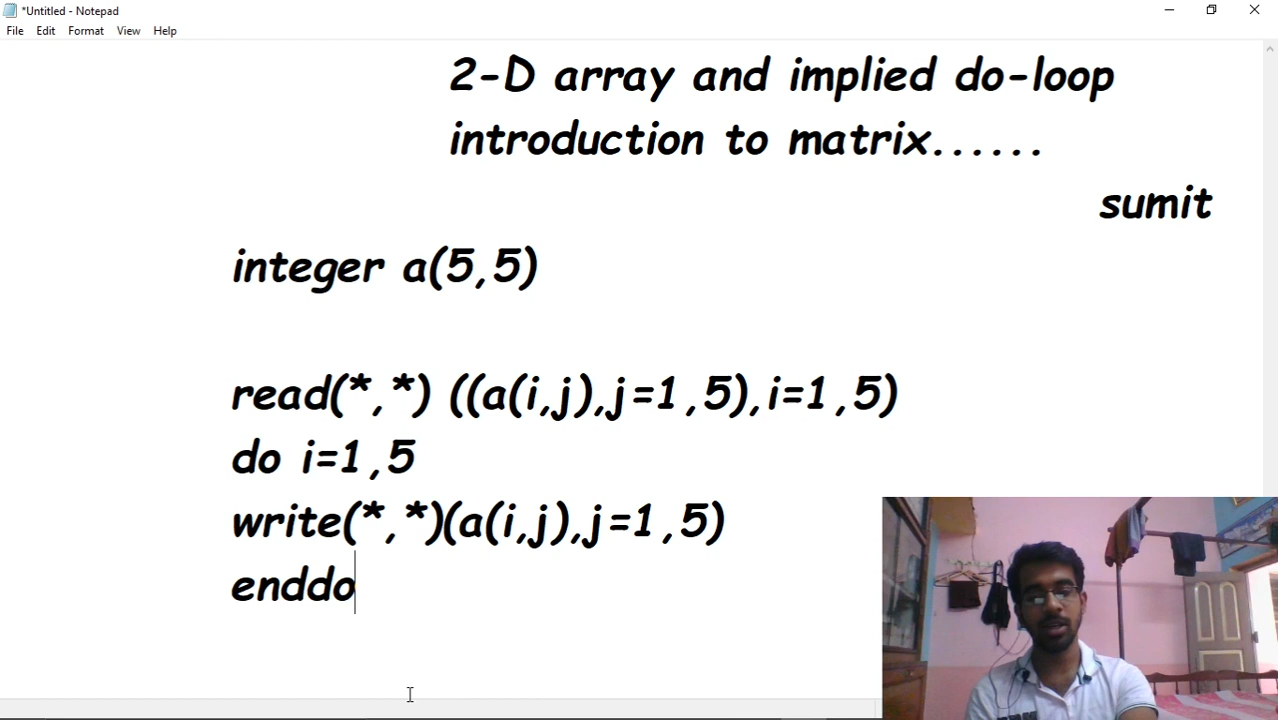 *Untitled - Notepad
File Edit Format View Help
2-D array and implied do-loop
introduction to matrix......
sumit
integer a(5,5)
read(*,*) ((a(i,j),j=1,5),i=1,5)
do i=1,5
write(*,*)(a(i,j),j=1,5)
enddo